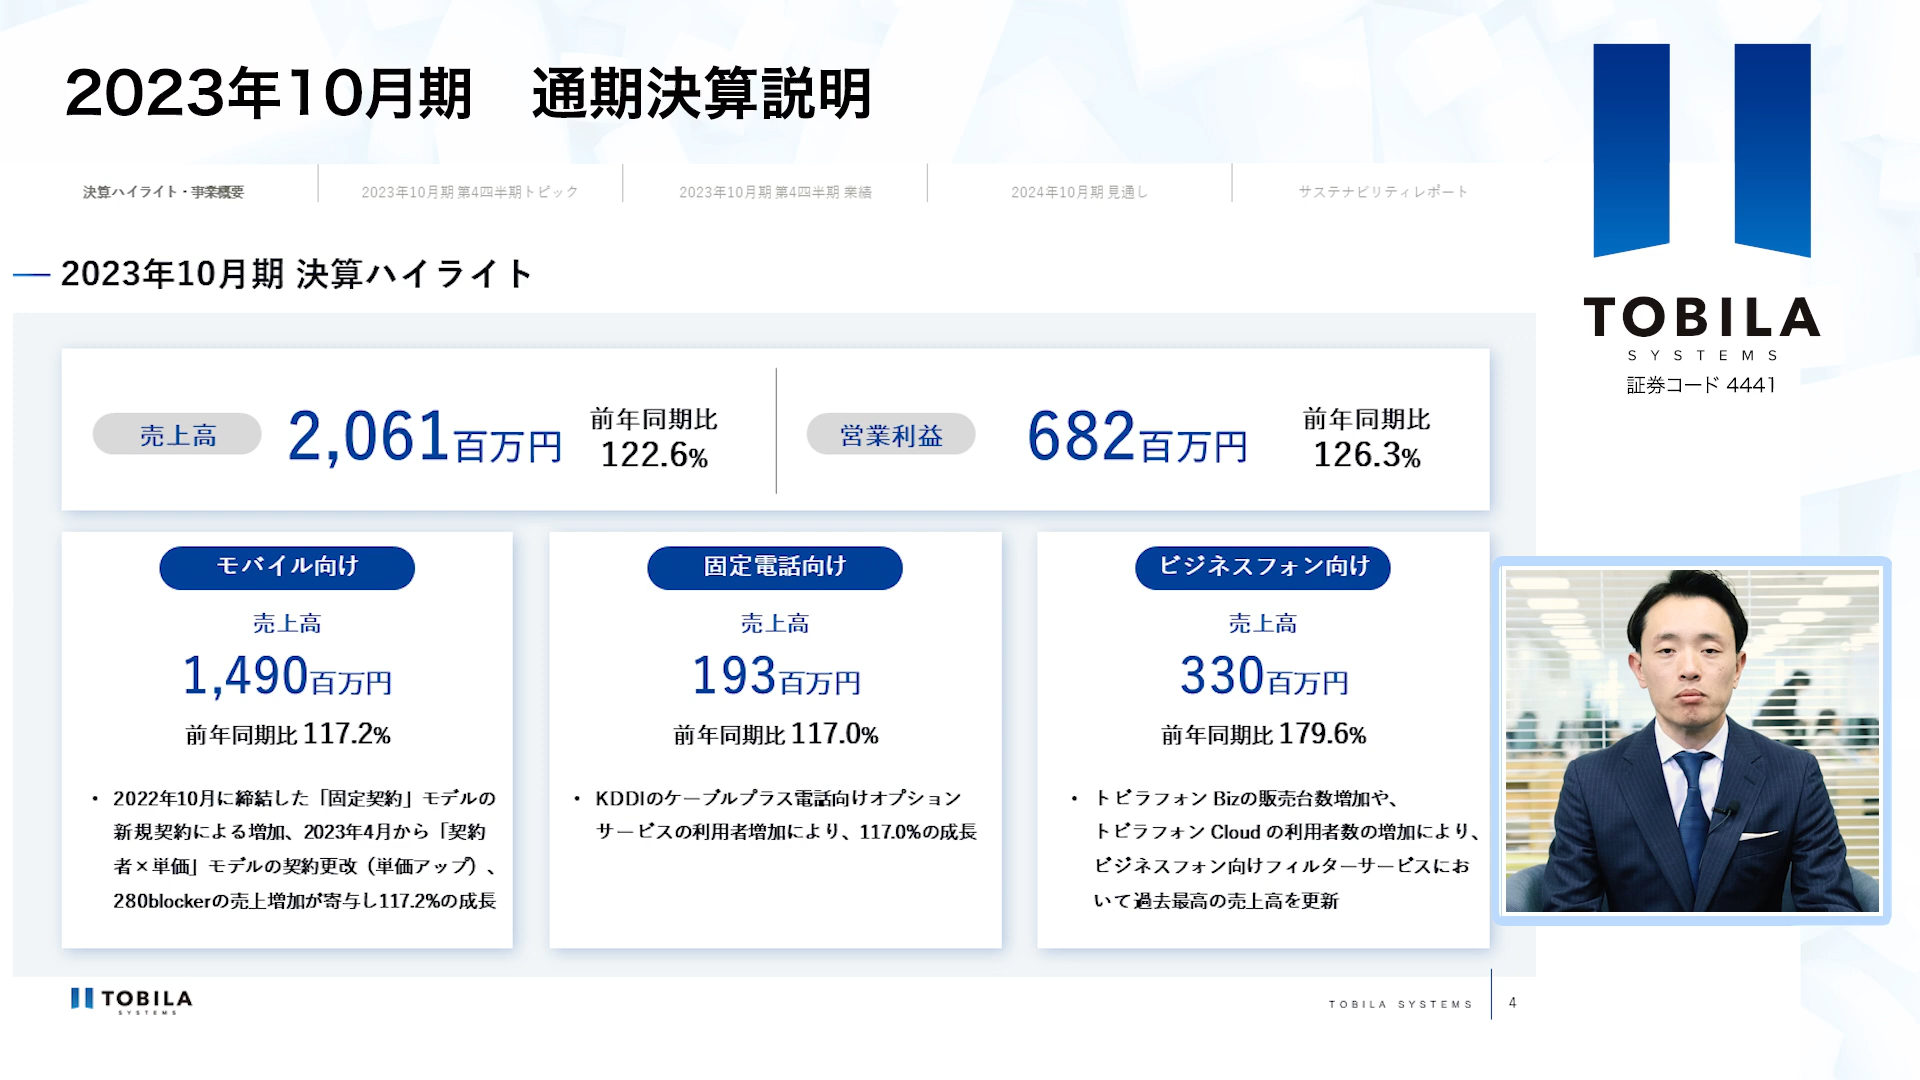 2023年10月期　通期決算説明
決算ハイライト・事業概要
2023年10月期 第4四半期トピック
2023年10月期 第4四半期 業績
2024年10月期 見通し
サステナビリティレポート
TOBILA
SYSTEMS
証券コード 4441
2023年10月期 決算ハイライト
売上高
2,061百万円
前年同期比
122.6%
営業利益
682百万円
前年同期比
126.3%
モバイル向け
売上高
1,490百万円
前年同期比 117.2%
・ 2022年10月に締結した「固定契約」モデルの
新規契約による増加、2023年4月から「契約
者×単価」モデルの契約更改（単価アップ）、
280blockerの売上増加が寄与し117.2%の成長
固定電話向け
売上高
193百万円
前年同期比 117.0%
・ KDDIのケーブルプラス電話向けオプション
サービスの利用者増加により、117.0%の成長
ビジネスフォン向け
売上高
330百万円
前年同期比 179.6%
・ トビラフォン Bizの販売台数増加や、
トビラフォン Cloud の利用者数の増加により、
ビジネスフォン向けフィルターサービスにお
いて過去最高の売上高を更新
TOBILA
SYSTEMS
TOBILA SYSTEMS
4